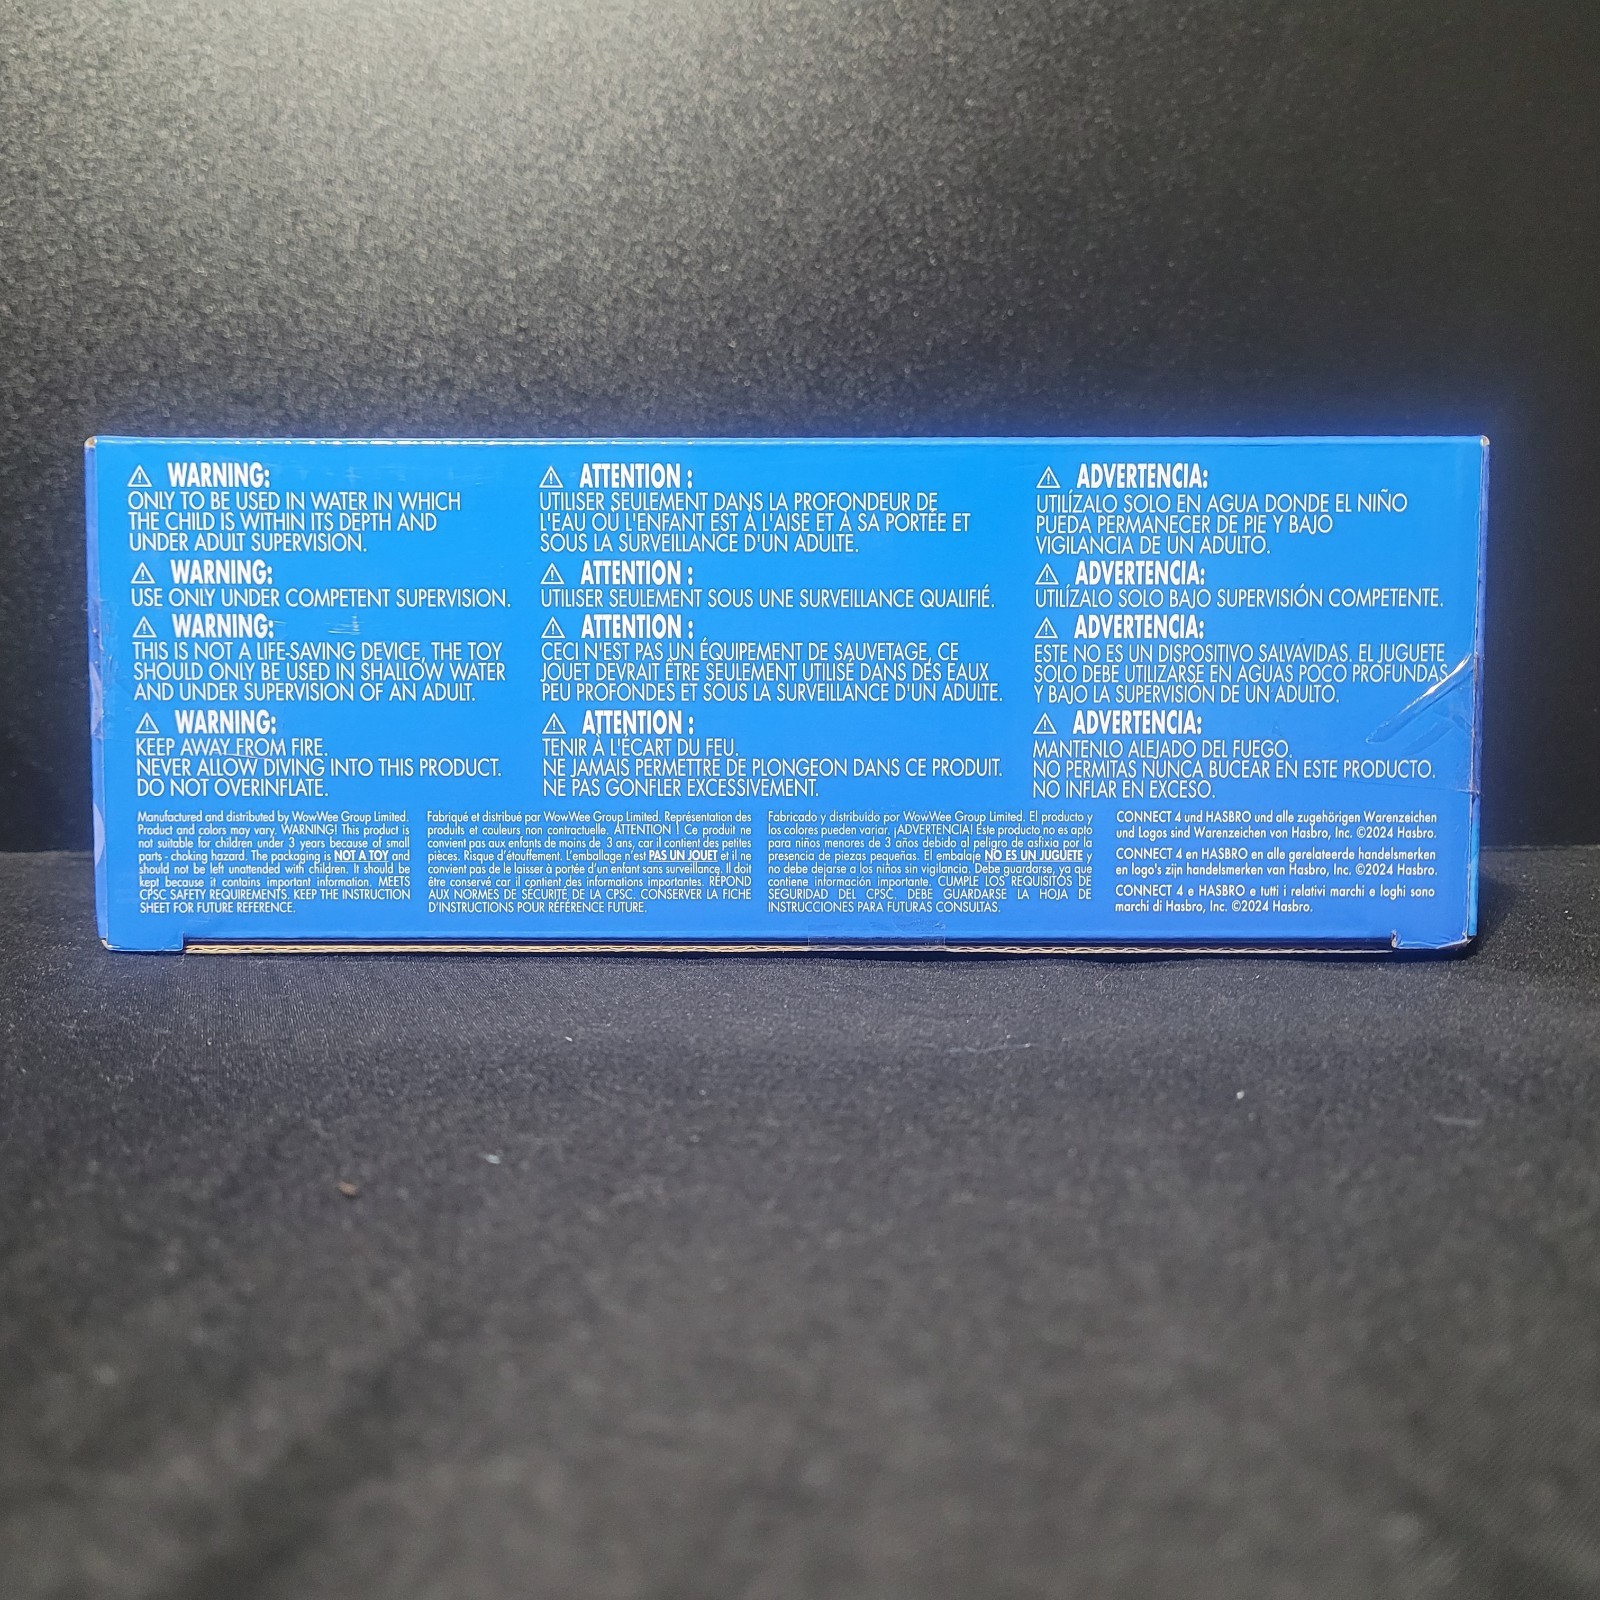 ⚠ WARNING:
ONLY TO BE USED IN WATER IN WHICH
THE CHILD IS WITHIN ITS DEPTH AND
UNDER ADULT SUPERVISION.
⚠ WARNING:
USE ONLY UNDER COMPETENT SUPERVISION.
⚠ WARNING:
THIS IS NOT A LIFE-SAVING DEVICE, THE TOY
SHOULD ONLY BE USED IN SHALLOW WATER
AND UNDER SUPERVISION OF AN ADULT.
⚠ WARNING:
KEEP AWAY FROM FIRE.
NEVER ALLOW DIVING INTO THIS PRODUCT.
DO NOT OVERINFLATE.
⚠ ATTENTION :
UTILISER SEULEMENT DANS LA PROFONDEUR DE
L'EAU OÙ L'ENFANT EST À L'AISE ET À SA PORTÉE ET
SOUS LA SURVEILLANCE D'UN ADULTE.
⚠ ATTENTION :
UTILISER SEULEMENT SOUS UNE SURVEILLANCE QUALIFIÉ.
⚠ ATTENTION :
CECI N'EST PAS UN ÉQUIPEMENT DE SAUVETAGE, CE
JOUET DEVRAIT ÊTRE SEULEMENT UTILISÉ DANS DES EAUX
PEU PROFONDES ET SOUS LA SURVEILLANCE D'UN ADULTE.
⚠ ATTENTION :
TENIR À L'ÉCART DU FEU.
NE JAMAIS PERMETTRE DE PLONGEON DANS CE PRODUIT.
NE PAS GONFLER EXCESSIVEMENT.
⚠ ADVERTENCIA:
UTILÍZALO SOLO EN AGUA DONDE EL NIÑO
PUEDA PERMANECER DE PIE Y BAJO
VIGILANCIA DE UN ADULTO.
⚠ ADVERTENCIA:
UTILÍZALO SOLO BAJO SUPERVISIÓN COMPETENTE.
⚠ ADVERTENCIA:
ESTE NO ES UN DISPOSITIVO SALVAVIDAS. EL JUGUETE
SOLO DEBE UTILIZARSE EN AGUAS POCO PROFUNDAS
Y BAJO LA SUPERVISIÓN DE UN ADULTO.
⚠ ADVERTENCIA:
MANTENLO ALEJADO DEL FUEGO.
NO PERMITAS NUNCA BUCEAR EN ESTE PRODUCTO.
NO INFLAR EN EXCESO.
Manufactured and distributed by WowWee Group Limited.
Product and colors may vary. WARNING! This product is
not suitable for children under 3 years because of small
parts - choking hazard. The packaging is NOT A TOY and
should not be left unattended with children. It should be
kept because it contains important information. MEETS
CPSC SAFETY REQUIREMENTS. KEEP THE INSTRUCTION
SHEET FOR FUTURE REFERENCE.
Fabriqué et distribué par WowWee Group Limited. Représentation des
produits et couleurs non contractuelle. ATTENTION ! Ce produit ne
convient pas aux enfants de moins de 3 ans, car il contient des petites
pièces. Risque d'étouffement. L'emballage n'est PAS UN JOUET et il ne
convient pas de le laisser à portée d'un enfant sans surveillance. Il doit
être conservé car il contient des informations importantes. RÉPOND
AUX NORMES DE SÉCURITÉ DE LA CPSC. CONSERVER LA FICHE
D'INSTRUCTIONS POUR RÉFÉRENCE FUTURE.
Fabricado y distribuido por WowWee Group Limited. El producto y
los colores pueden variar. ¡ADVERTENCIA! Este producto no es apto
para niños menores de 3 años debido al peligro de asfixia por la
presencia de piezas pequeñas. El embalaje NO ES UN JUGUETE y
no debe dejarse a los niños sin vigilancia. Debe guardarse, ya que
contiene información importante. CUMPLE LOS REQUISITOS DE
SEGURIDAD DEL CPSC. DEBE GUARDARSE LA HOJA DE
INSTRUCCIONES PARA FUTURAS CONSULTAS.
CONNECT 4 und HASBRO und alle zugehörigen Warenzeichen
und Logos sind Warenzeichen von Hasbro, Inc. ©2024 Hasbro.
CONNECT 4 en HASBRO en alle gerelateerde handelsmerken
en logo's zijn handelsmerken van Hasbro, Inc. ©2024 Hasbro.
CONNECT 4 e HASBRO e tutti i relativi marchi e loghi sono
marchi di Hasbro, Inc. ©2024 Hasbro.